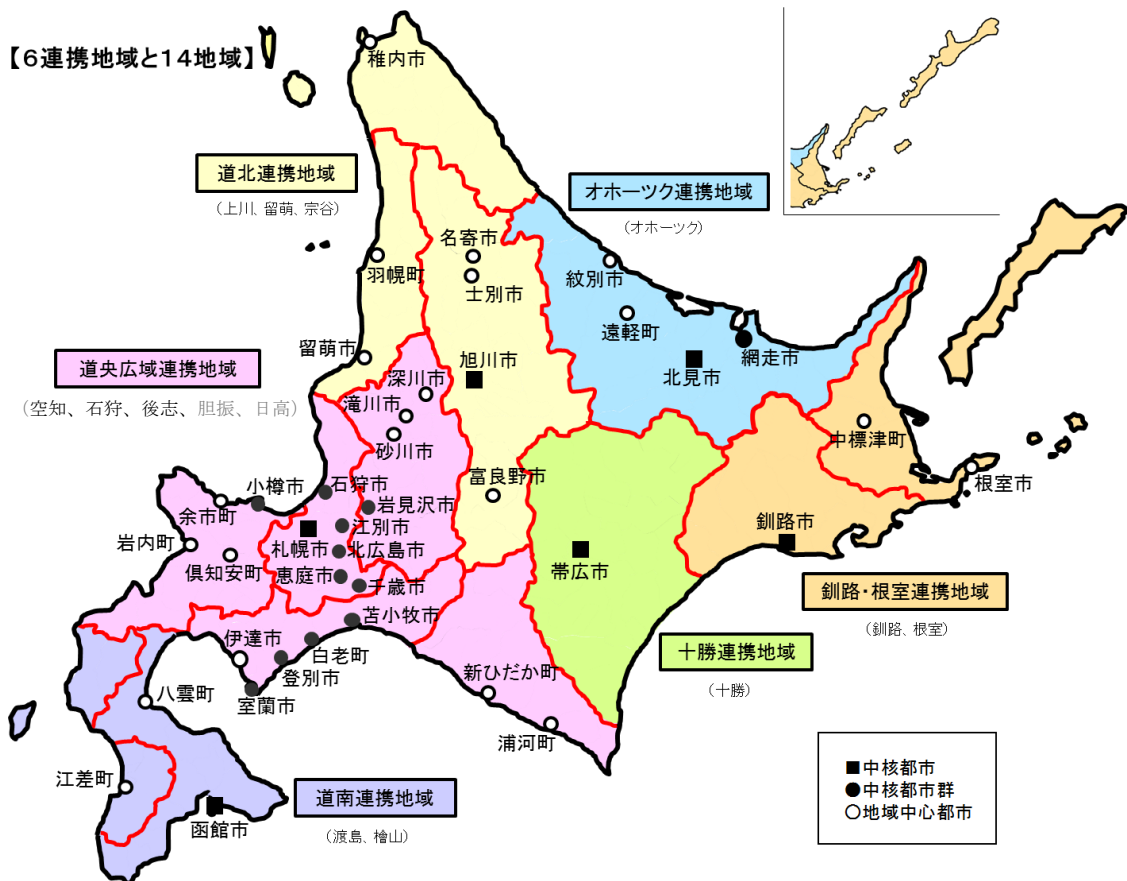 【6連携地域と14地域】
稚内市
道北連携地域
(上川、留萌、宗谷)
オホーツク連携地域
(オホーツク)
名寄市
羽幌町
士別市
紋別市
遠軽町
留萌市
旭川市
北見市
網走市
道央広域連携地域
(空知、石狩、後志、胆振、日高)
深川市
滝川市
砂川市
中標津町
富良野市
根室市
小樽市
石狩市
余市町
岩見沢市
釧路市
江別市
岩内町
札幌市
北広島市
倶知安町
恵庭市
帯広市
千歳市
釧路・根室連携地域
(釧路、根室)
苫小牧市
伊達市
白老町
十勝連携地域
(十勝)
登別市
新ひだか町
八雲町
室蘭市
浦河町
江差町
道南連携地域
(渡島、檜山)
函館市
■中核都市
●中核都市群
○地域中心都市